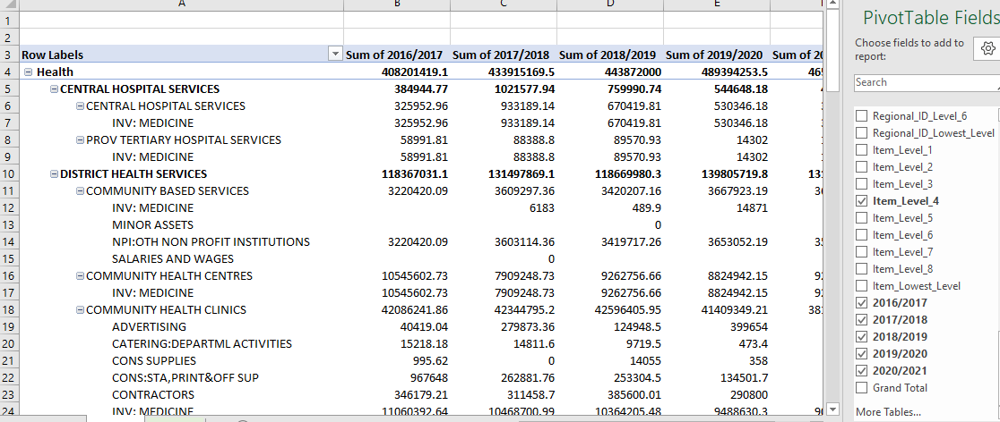 A B C D E
PivotTable Fields
1
2
Choose fields to add to report:
3 Row Labels Sum of 2016/2017 Sum of 2017/2018 Sum of 2018/2019 Sum of 2019/2020 Sum of
4 Health 408201419.1 433915169.5 443872000 489394253.5
5 CENTRAL HOSPITAL SERVICES 384944.77 1021577.94 759990.74 544648.18
6 CENTRAL HOSPITAL SERVICES 325952.96 933189.14 670419.81 530346.18
7 INV: MEDICINE 325952.96 933189.14 670419.81 530346.18
8 PROV TERTIARY HOSPITAL SERVICES 58991.81 88388.8 89570.93 14302
9 INV: MEDICINE 58991.81 88388.8 89570.93 14302
10 DISTRICT HEALTH SERVICES 118367031.1 131497869.1 118669980.3 139805719.8
11 COMMUNITY BASED SERVICES 3220420.09 3609297.36 3420207.16 3667923.19
12 INV: MEDICINE 6183 489.9 14871
13 MINOR ASSETS 0
14 NPI:OTH NON PROFIT INSTITUTIONS 3220420.09 3603114.36 3419717.26 3653052.19
15 SALARIES AND WAGES 0
16 COMMUNITY HEALTH CENTRES 10545602.73 7909248.73 9262756.66 8824942.15
17 INV: MEDICINE 10545602.73 7909248.73 9262756.66 8824942.15
18 COMMUNITY HEALTH CLINICS 42086241.86 42344795.2 42596405.95 41409349.21
19 ADVERTISING 40419.04 279873.36 124948.5 399654
20 CATERING:DEPARTML ACTIVITIES 15218.18 14811.6 9719.5 473.4
21 CONS SUPPLIES 995.62 0 14055 358
22 CONS:STA,PRINT&OFF SUP 967648 262881.76 253304.5 134501.7
23 CONTRACTORS 346179.21 311458.7 385600.01 290800
24 INV: MEDICINE 11060392.64 10468700.99 10364205.48 9488630.3
Search
Regional_ID_Level_6
Regional_ID_Lowest_Level
Item_Level_1
Item_Level_2
Item_Level_3
Item_Level_4
Item_Level_5
Item_Level_6
Item_Level_7
Item_Level_8
Item_Lowest_Level
2016/2017
2017/2018
2018/2019
2019/2020
2020/2021
Grand Total
More Tables...